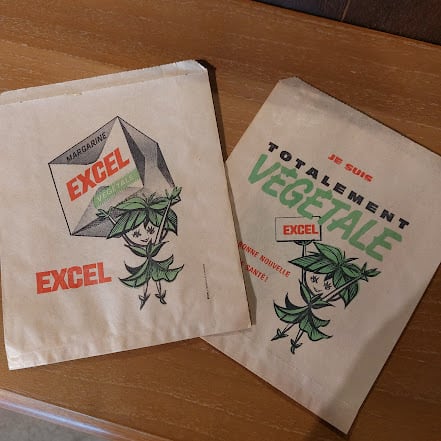 MARGARINE
EXCEL
VÉGÉTALE
EXCEL
JE SUIS
TOTALEMENT
VÉGÉTALE
EXCEL
BONNE NOUVELLE
SANTÉ!